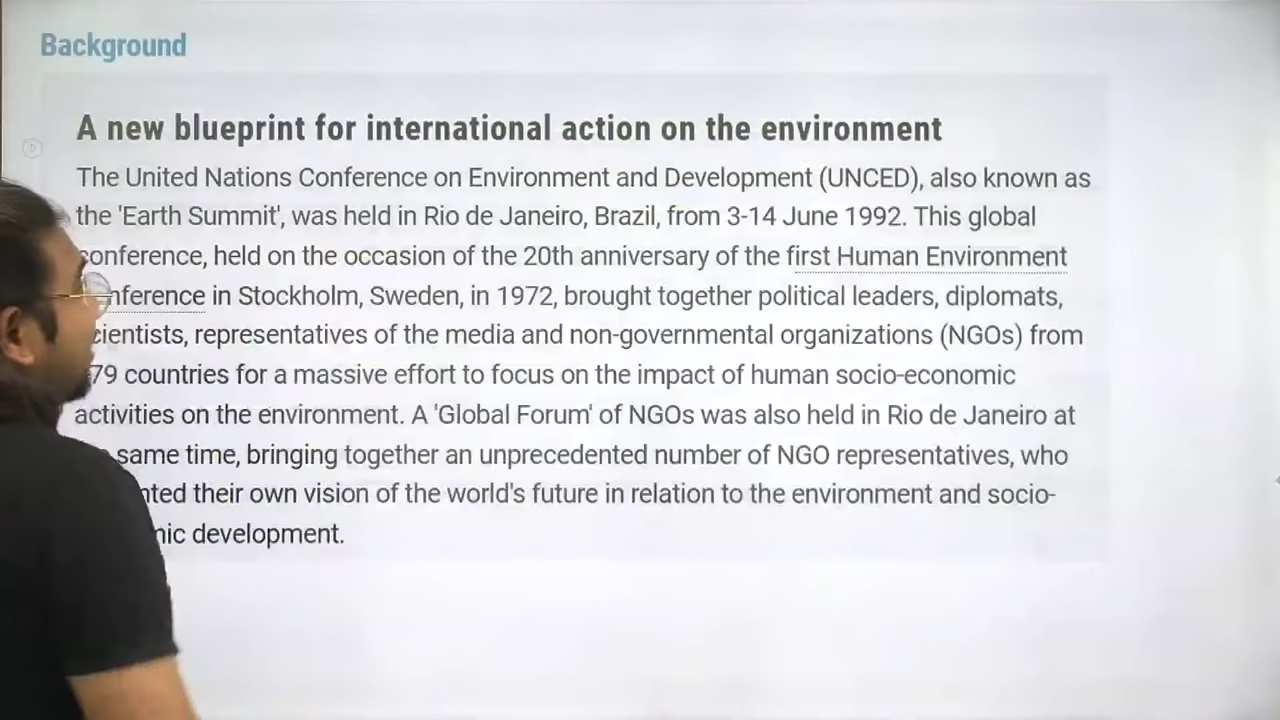 Background
A new blueprint for international action on the environment
The United Nations Conference on Environment and Development (UNCED), also known as
the 'Earth Summit', was held in Rio de Janeiro, Brazil, from 3-14 June 1992. This global
conference, held on the occasion of the 20th anniversary of the first Human Environment
nference in Stockholm, Sweden, in 1972, brought together political leaders, diplomats,
cientists, representatives of the media and non-governmental organizations (NGOs) from
79 countries for a massive effort to focus on the impact of human socio-economic
activities on the environment. A 'Global Forum' of NGOs was also held in Rio de Janeiro at
same time, bringing together an unprecedented number of NGO representatives, who
nted their own vision of the world's future in relation to the environment and socio-
nic development.